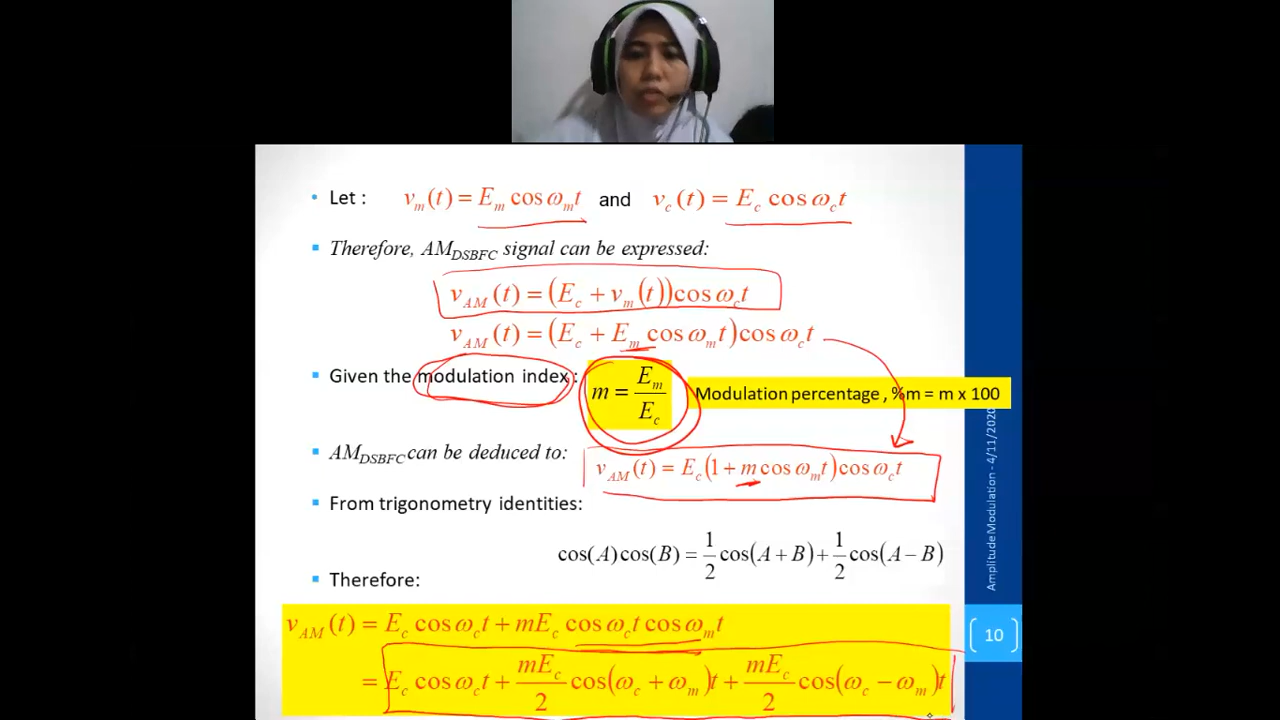 • Let : v_m(t) = E_m cos ω_m t and v_c(t) = E_c cos ω_c t
▪ Therefore, AM_DSBFC signal can be expressed:
v_AM(t) = (E_c + v_m(t))cos ω_c t
v_AM(t) = (E_c + E_m cos ω_m t)cos ω_c t
▪ Given the modulation index : m = E_m/E_c Modulation percentage , %m = m x 100
▪ AM_DSBFC can be deduced to: v_AM(t) = E_c(1 + m cos ω_m t)cos ω_c t
▪ From trigonometry identities:
cos(A)cos(B) = 1/2 cos(A + B) + 1/2 cos(A − B)
▪ Therefore:
v_AM(t) = E_c cos ω_c t + mE_c cos ω_c t cos ω_m t
= E_c cos ω_c t + mE_c/2 cos(ω_c + ω_m)t + mE_c/2 cos(ω_c − ω_m)t
Amplitude Modulation - 4/11/2020
10